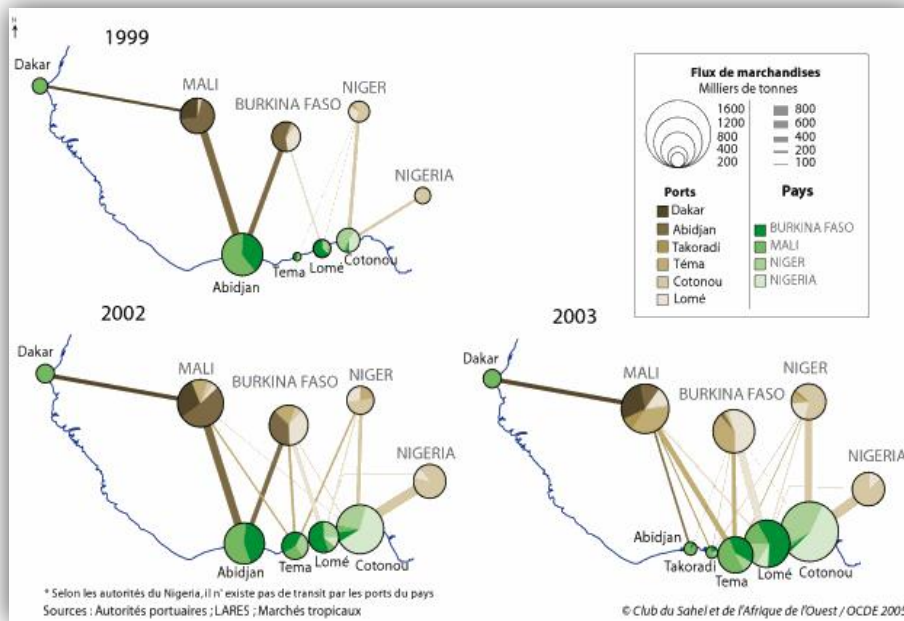 N
1999
Dakar
MALI
BURKINA FASO
NIGER
NIGERIA
Abidjan
Tema
Lomé
Cotonou
Flux de marchandises
Milliers de tonnes
1600
1200
800
400
200
800
600
400
200
100
Ports
Dakar
Abidjan
Takoradi
Téma
Cotonou
Lomé
Pays
BURKINA FASO
MALI
NIGER
NIGERIA
2002
Dakar
MALI
BURKINA FASO
NIGER
NIGERIA
Abidjan
Tema
Lomé
Cotonou
2003
Dakar
MALI
BURKINA FASO
NIGER
NIGERIA
Abidjan
Takoradi
Tema
Lomé
Cotonou
* Selon les autorités du Nigeria, il n' existe pas de transit par les ports du pays
Sources : Autorités portuaires ; LARES ; Marchés tropicaux
© Club du Sahel et de l'Afrique de l'Ouest / OCDE 2005